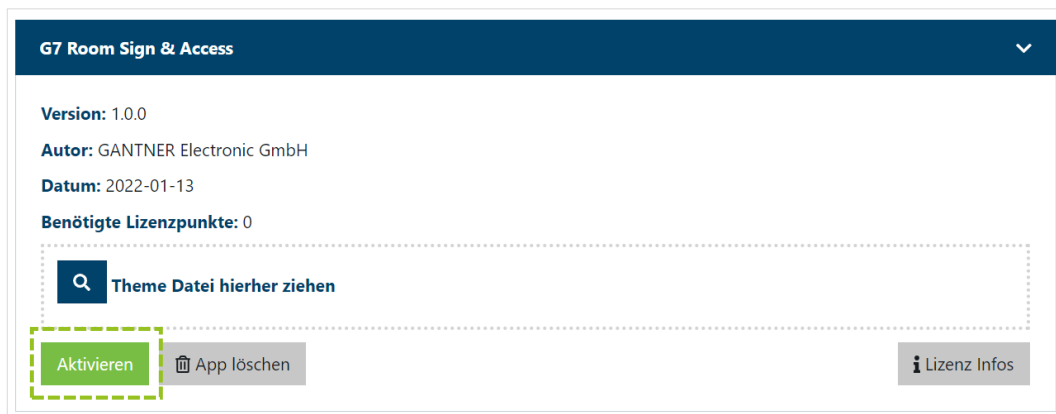 G7 Room Sign & Access
Version: 1.0.0
Autor: GANTNER Electronic GmbH
Datum: 2022-01-13
Benötigte Lizenzpunkte: 0
Theme Datei hierher ziehen
Aktivieren App löschen Lizenz Infos